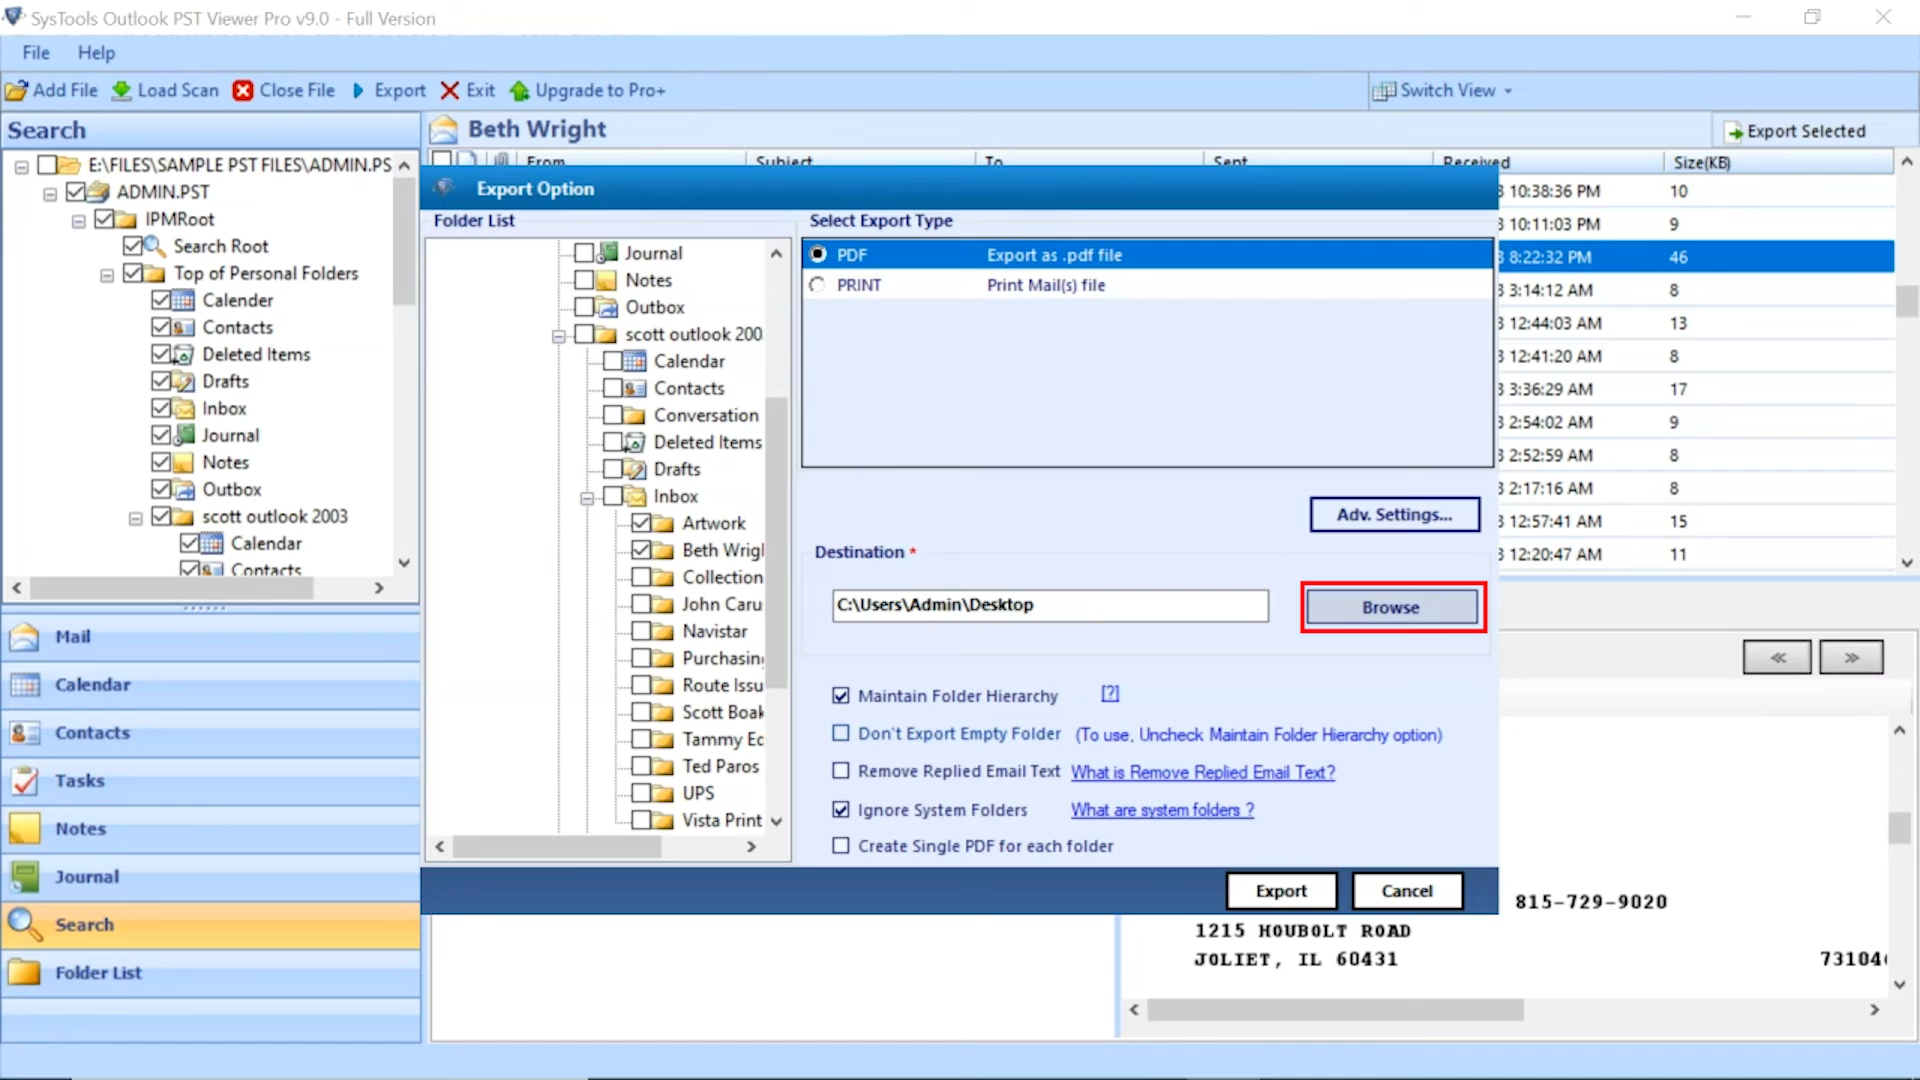 SysTools Outlook PST Viewer Pro v9.0 - Full Version
File Help
Add File Load Scan Close File Export Exit Upgrade to Pro+ Switch View
Search
E:\FILES\SAMPLE PST FILES\ADMIN.PS
ADMIN.PST
IPMRoot
Search Root
Top of Personal Folders
Calender
Contacts
Deleted Items
Drafts
Inbox
Journal
Notes
Outbox
scott outlook 2003
Calendar
Contacts
Mail
Calendar
Contacts
Tasks
Notes
Journal
Search
Folder List
Beth Wright
Export Selected
From Subject To Sent Received Size(KB)
3 10:38:36 PM 10
3 10:11:03 PM 9
3 8:22:32 PM 46
3 3:14:12 AM 8
3 12:44:03 AM 13
3 12:41:20 AM 8
3 3:36:29 AM 17
3 2:54:02 AM 9
3 2:52:59 AM 8
3 2:17:16 AM 8
3 12:57:41 AM 15
3 12:20:47 AM 11
Export Option
Folder List
Journal
Notes
Outbox
scott outlook 200
Calendar
Contacts
Conversation
Deleted Items
Drafts
Inbox
Artwork
Beth Wrigl
Collection
John Caru
Navistar
Purchasin
Route Issu
Scott Boak
Tammy Ec
Ted Paros
UPS
Vista Print
Select Export Type
PDF Export as .pdf file
PRINT Print Mail(s) file
Adv. Settings...
Destination *
C:\Users\Admin\Desktop
Browse
Maintain Folder Hierarchy [?]
Don't Export Empty Folder (To use, Uncheck Maintain Folder Hierarchy option)
Remove Replied Email Text What is Remove Replied Email Text?
Ignore System Folders What are system folders ?
Create Single PDF for each folder
Export Cancel
815-729-9020
1215 HOUBOLT ROAD
JOLIET, IL 60431
73104